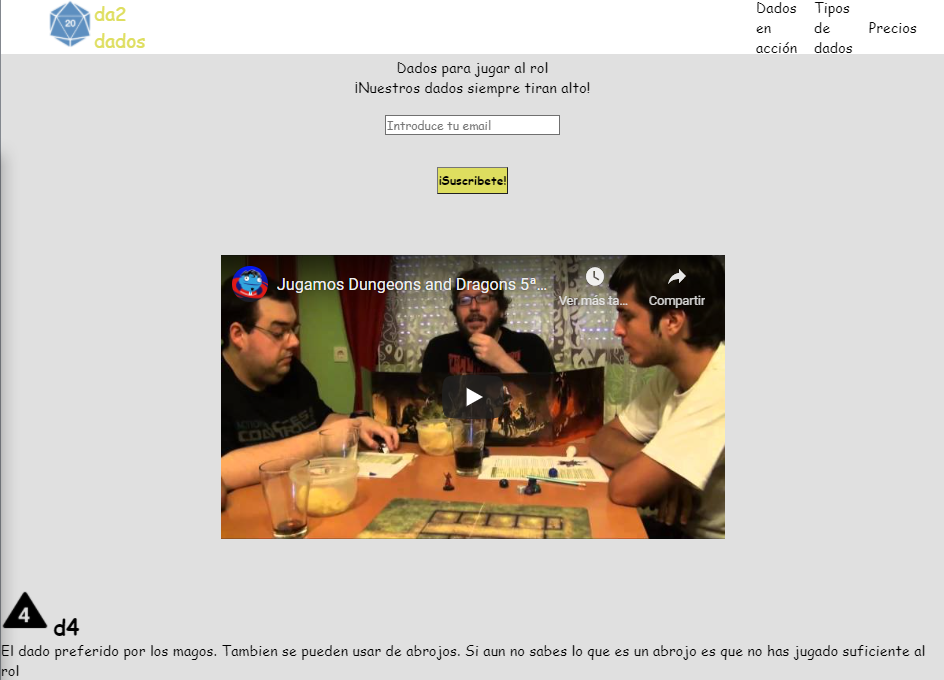 20
da2
dados
Dados
en
acción
Tipos
de
dados
Precios
Dados para jugar al rol
¡Nuestros dados siempre tiran alto!
Introduce tu email
¡Suscribete!
Jugamos Dungeons and Dragons 5ª...
Ver más ta...
Compartir
4
d4
El dado preferido por los magos. Tambien se pueden usar de abrojos. Si aun no sabes lo que es un abrojo es que no has jugado suficiente al
rol